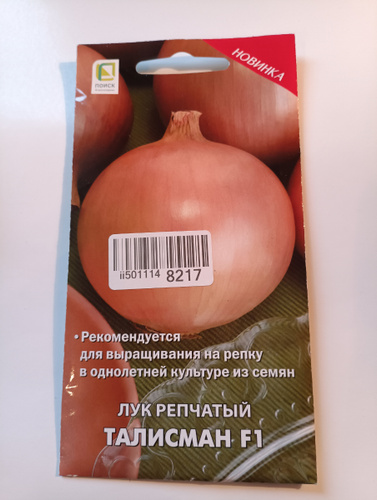 ПОИСК
НОВИНКА
ii501114 8217
• Рекомендуется
для выращивания на репку
в однолетней культуре из семян
ЛУК РЕПЧАТЫЙ
ТАЛИСМАН F1